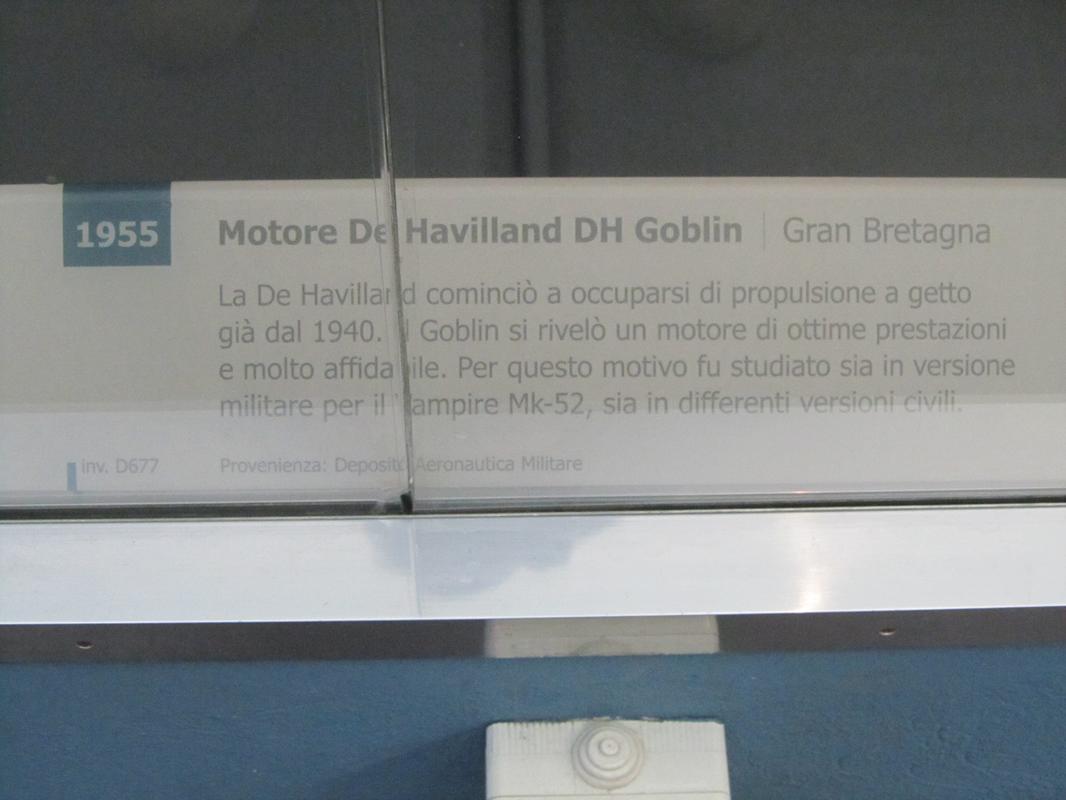 1955
Motore De Havilland DH Goblin | Gran Bretagna
La De Havilland cominciò a occuparsi di propulsione a getto
già dal 1940. Il Goblin si rivelò un motore di ottime prestazioni
e molto affidabile. Per questo motivo fu studiato sia in versione
militare per il Vampire Mk-52, sia in differenti versioni civili.
inv. D677
Provenienza: Deposito Aeronautica Militare